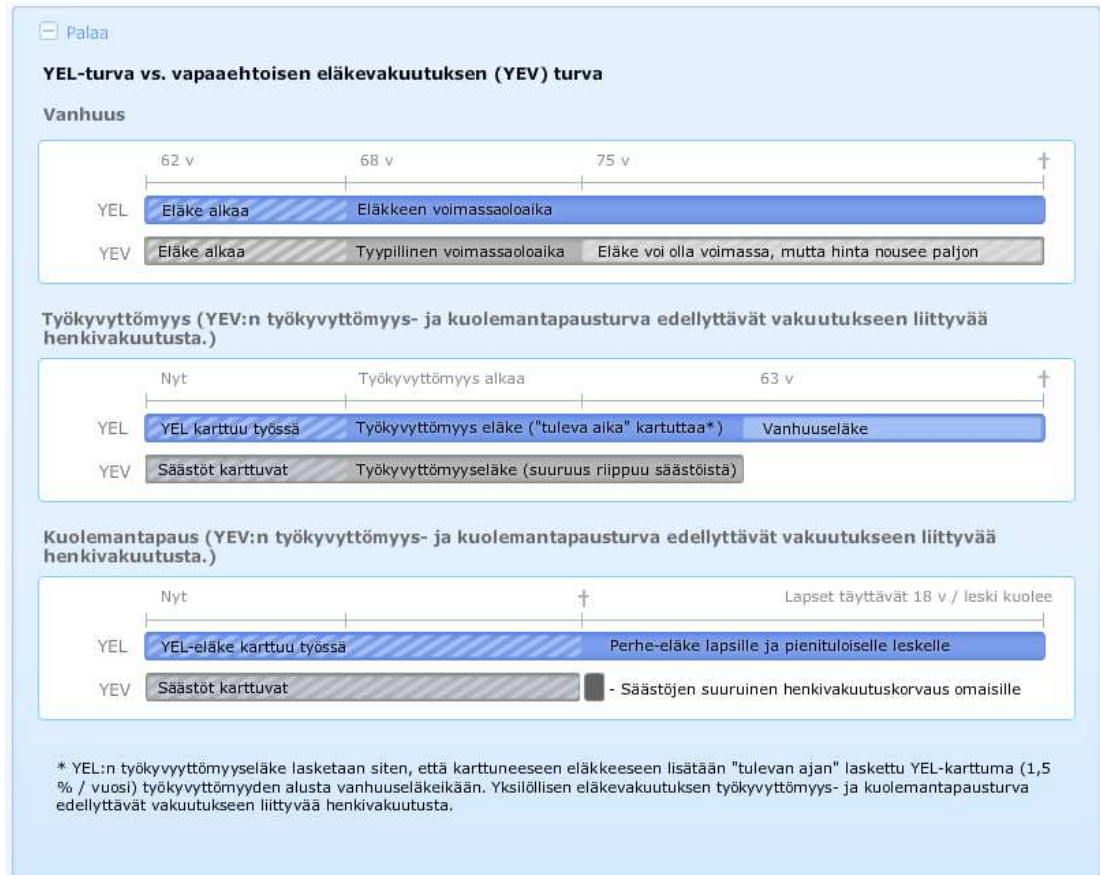 Palaa
YEL-turva vs. vapaaehtoisen eläkevakuutuksen (YEV) turva
Vanhuus
62 v 68 v 75 v †
YEL Eläke alkaa Eläkkeen voimassaoloaika
YEV Eläke alkaa Tyypillinen voimassaoloaika Eläke voi olla voimassa, mutta hinta nousee paljon
Työkyvyttömyys (YEV:n työkyvyttömyys- ja kuolemantapausturva edellyttävät vakuutukseen liittyvää
henkivakuutusta.)
Nyt Työkyvyttömyys alkaa 63 v †
YEL YEL karttuu työssä Työkyvyttömyys eläke ("tuleva aika" kartuttaa*) Vanhuuseläke
YEV Säästöt karttuvat Työkyvyttömyyseläke (suuruus riippuu säästöistä)
Kuolemantapaus (YEV:n työkyvyttömyys- ja kuolemantapausturva edellyttävät vakuutukseen liittyvää
henkivakuutusta.)
Nyt † Lapset täyttävät 18 v / leski kuolee
YEL YEL-eläke karttuu työssä Perhe-eläke lapsille ja pienituloiselle leskelle
YEV Säästöt karttuvat - Säästöjen suuruinen henkivakuutuskorvaus omaisille
* YEL:n työkyvyyttömyyseläke lasketaan siten, että karttuneeseen eläkkeeseen lisätään "tulevan ajan" laskettu YEL-karttuma (1,5
% / vuosi) työkyvyttömyyden alusta vanhuuseläkeikään. Yksilöllisen eläkevakuutuksen työkyvyttömyys- ja kuolemantapausturva
edellyttävät vakuutukseen liittyvää henkivakuutusta.